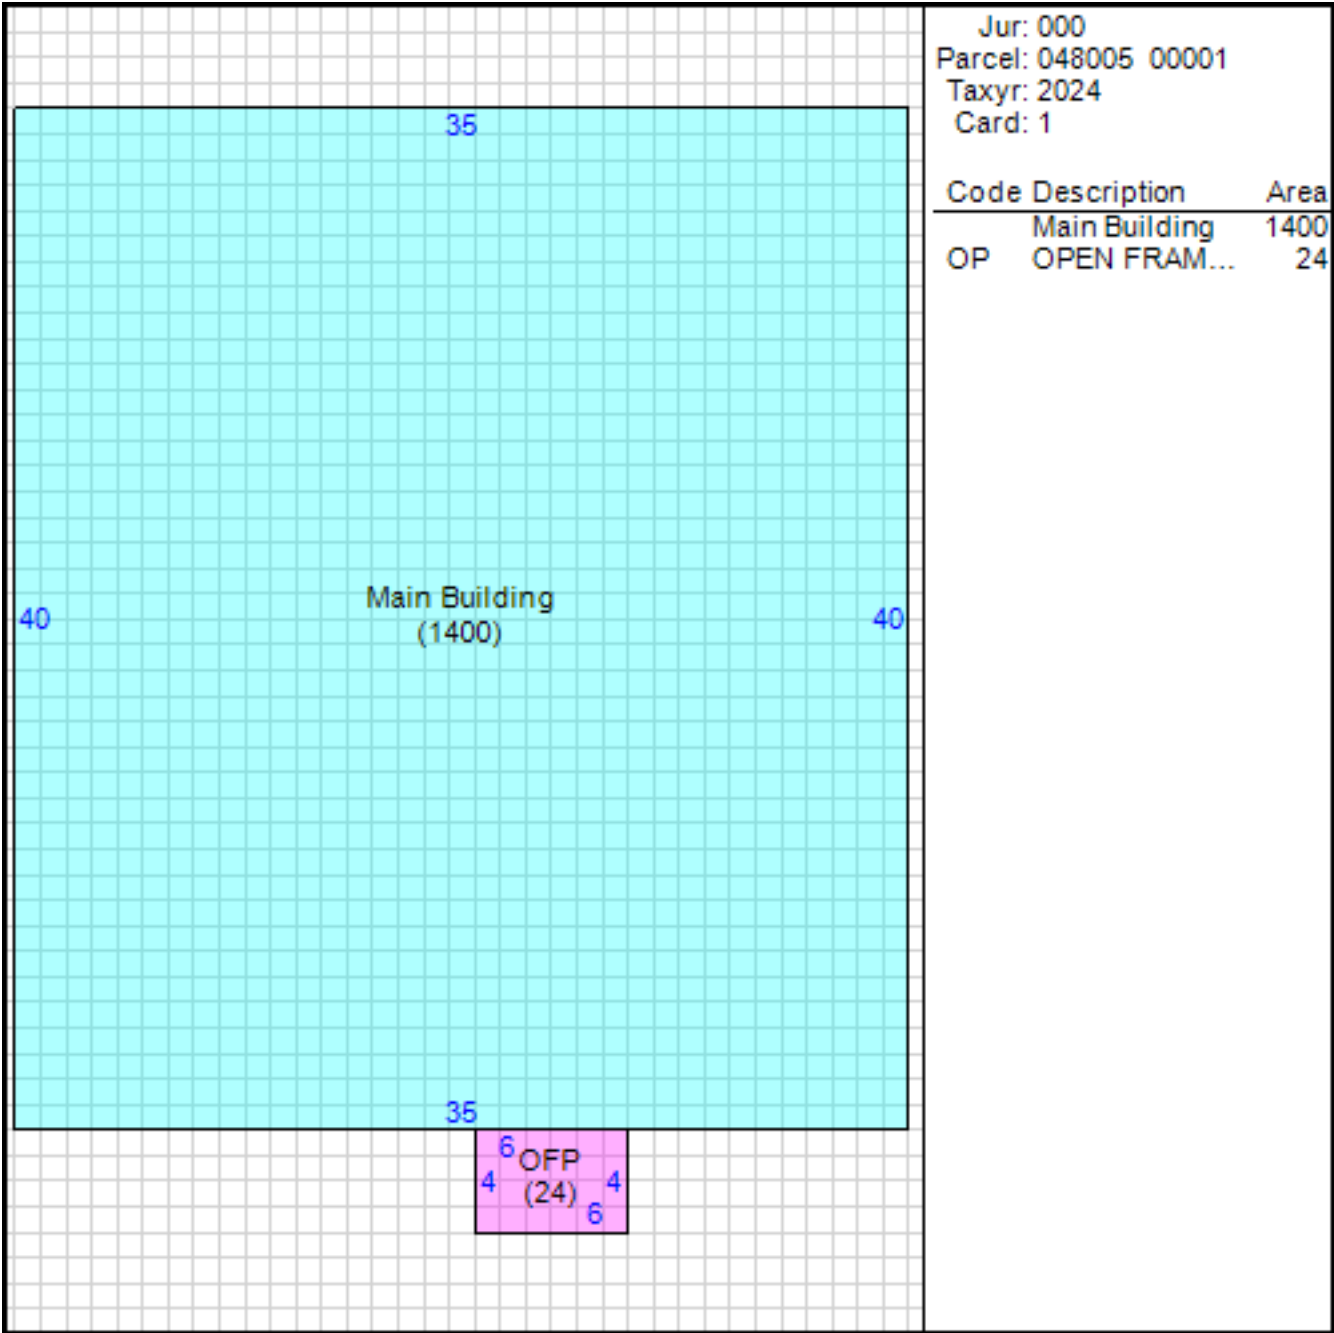 Jur: 000
Parcel: 048005 00001
Taxyr: 2024
Card: 1
Code Description Area
Main Building 1400
OP OPEN FRAM... 24
35
40
Main Building
(1400)
40
35
6
OFP
4
(24)
4
6